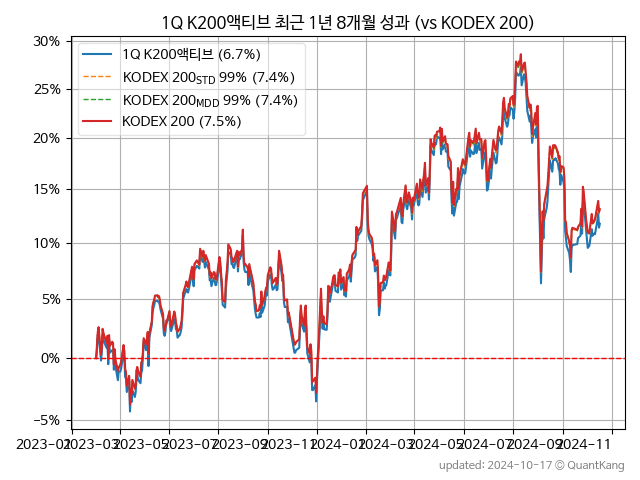 1Q K200액티브 최근 1년 8개월 성과 (vs KODEX 200)
30%
25%
20%
15%
10%
5%
0%
−5%
1Q K200액티브 (6.7%)
KODEX 200STD 99% (7.4%)
KODEX 200MDD 99% (7.4%)
KODEX 200 (7.5%)
2023-01 2023-03 2023-05 2023-07 2023-09 2023-11 2024-01 2024-03 2024-05 2024-07 2024-09 2024-11
updated: 2024-10-17 © QuantKang